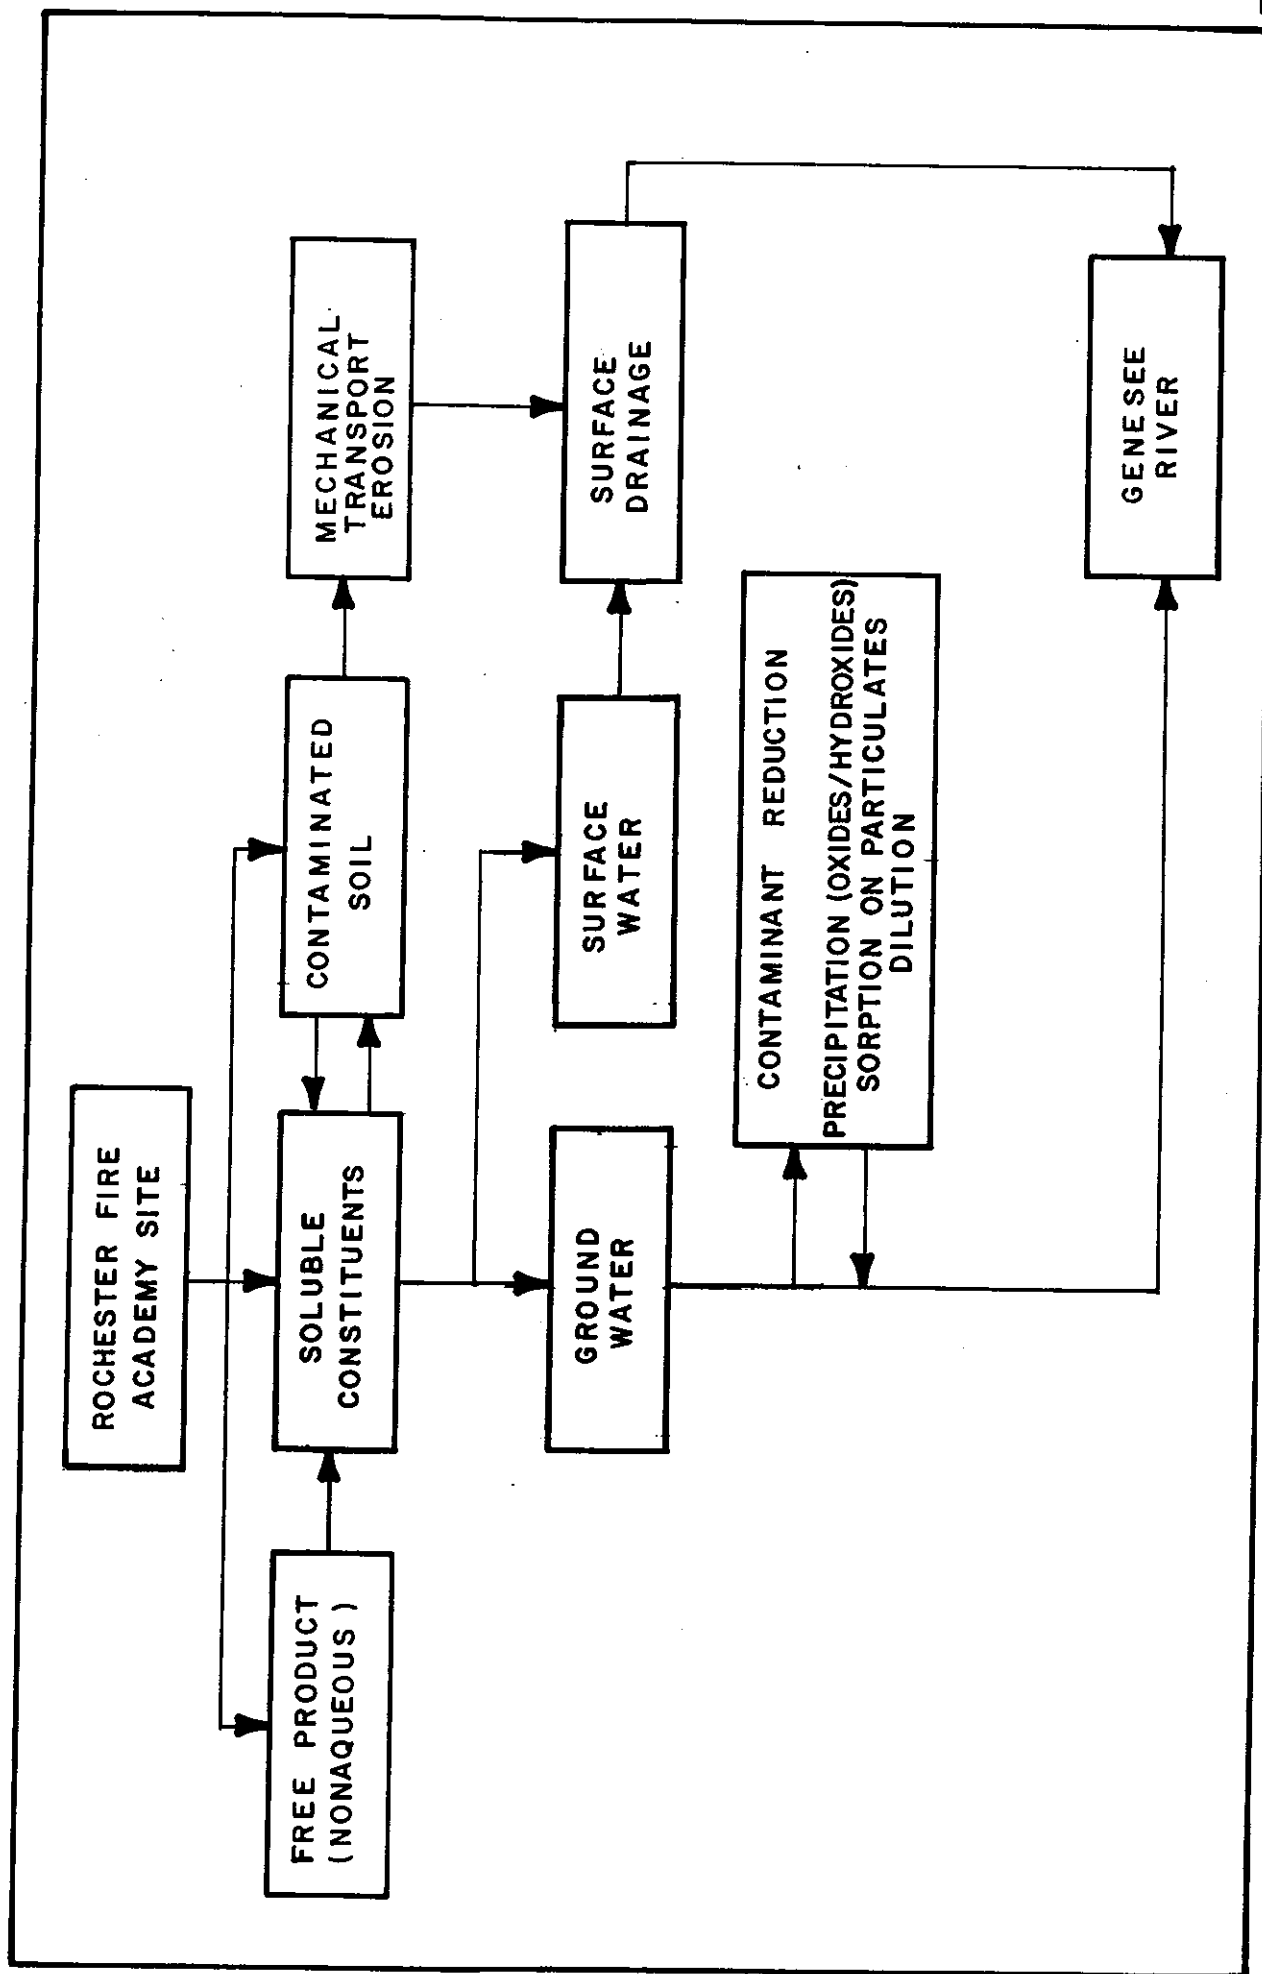 ROCHESTER FIRE
ACADEMY SITE
FREE PRODUCT
(NONAQUEOUS)
SOLUBLE
CONSTITUENTS
CONTAMINATED
SOIL
MECHANICAL
TRANSPORT
EROSION
GROUND
WATER
SURFACE
WATER
SURFACE
DRAINAGE
CONTAMINANT REDUCTION
PRECIPITATION (OXIDES/HYDROXIDES)
SORPTION ON PARTICULATES
DILUTION
GENESEE
RIVER